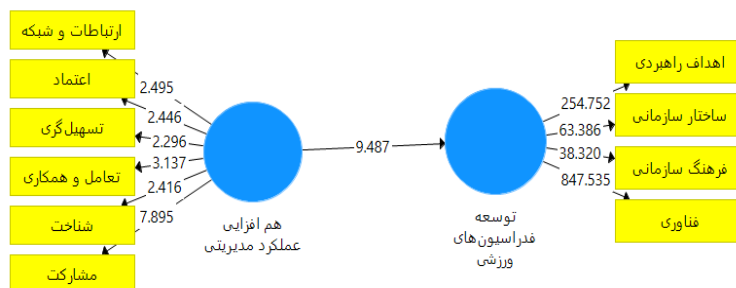 ارتباطات و شبکه
اعتماد
تسهیل‌گری
تعامل و همکاری
شناخت
مشارکت
2.495
2.446
2.296
3.137
2.416
7.895
هم افزایی
عملکرد مدیریتی
9.487
توسعه
فدراسیون‌های
ورزشی
254.752
63.386
38.320
847.535
اهداف راهبردی
ساختار سازمانی
فرهنگ سازمانی
فناوری